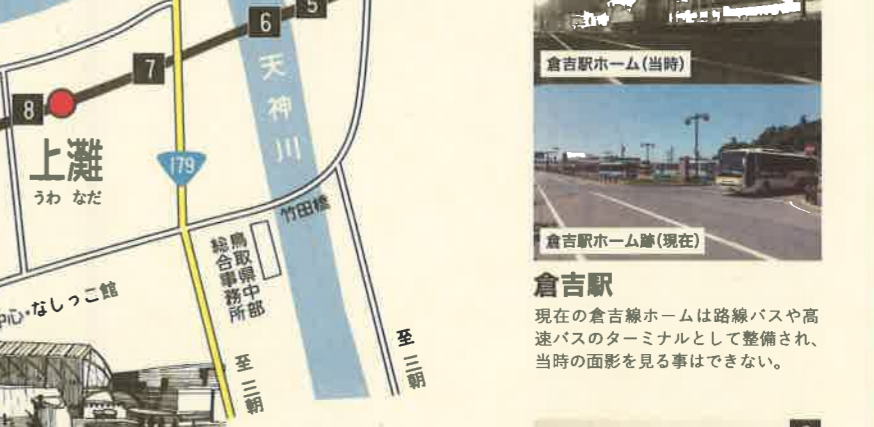 5
6
7
8
天神川
上灘
うわ なだ
179
竹田橋
鳥取県中部
総合事務所
中心・なしっこ館
至 三朝
至 三朝
倉吉駅ホーム(当時)
倉吉駅ホーム跡(現在)
倉吉駅
現在の倉吉線ホームは路線バスや高
速バスのターミナルとして整備され、
当時の面影を見る事はできない。